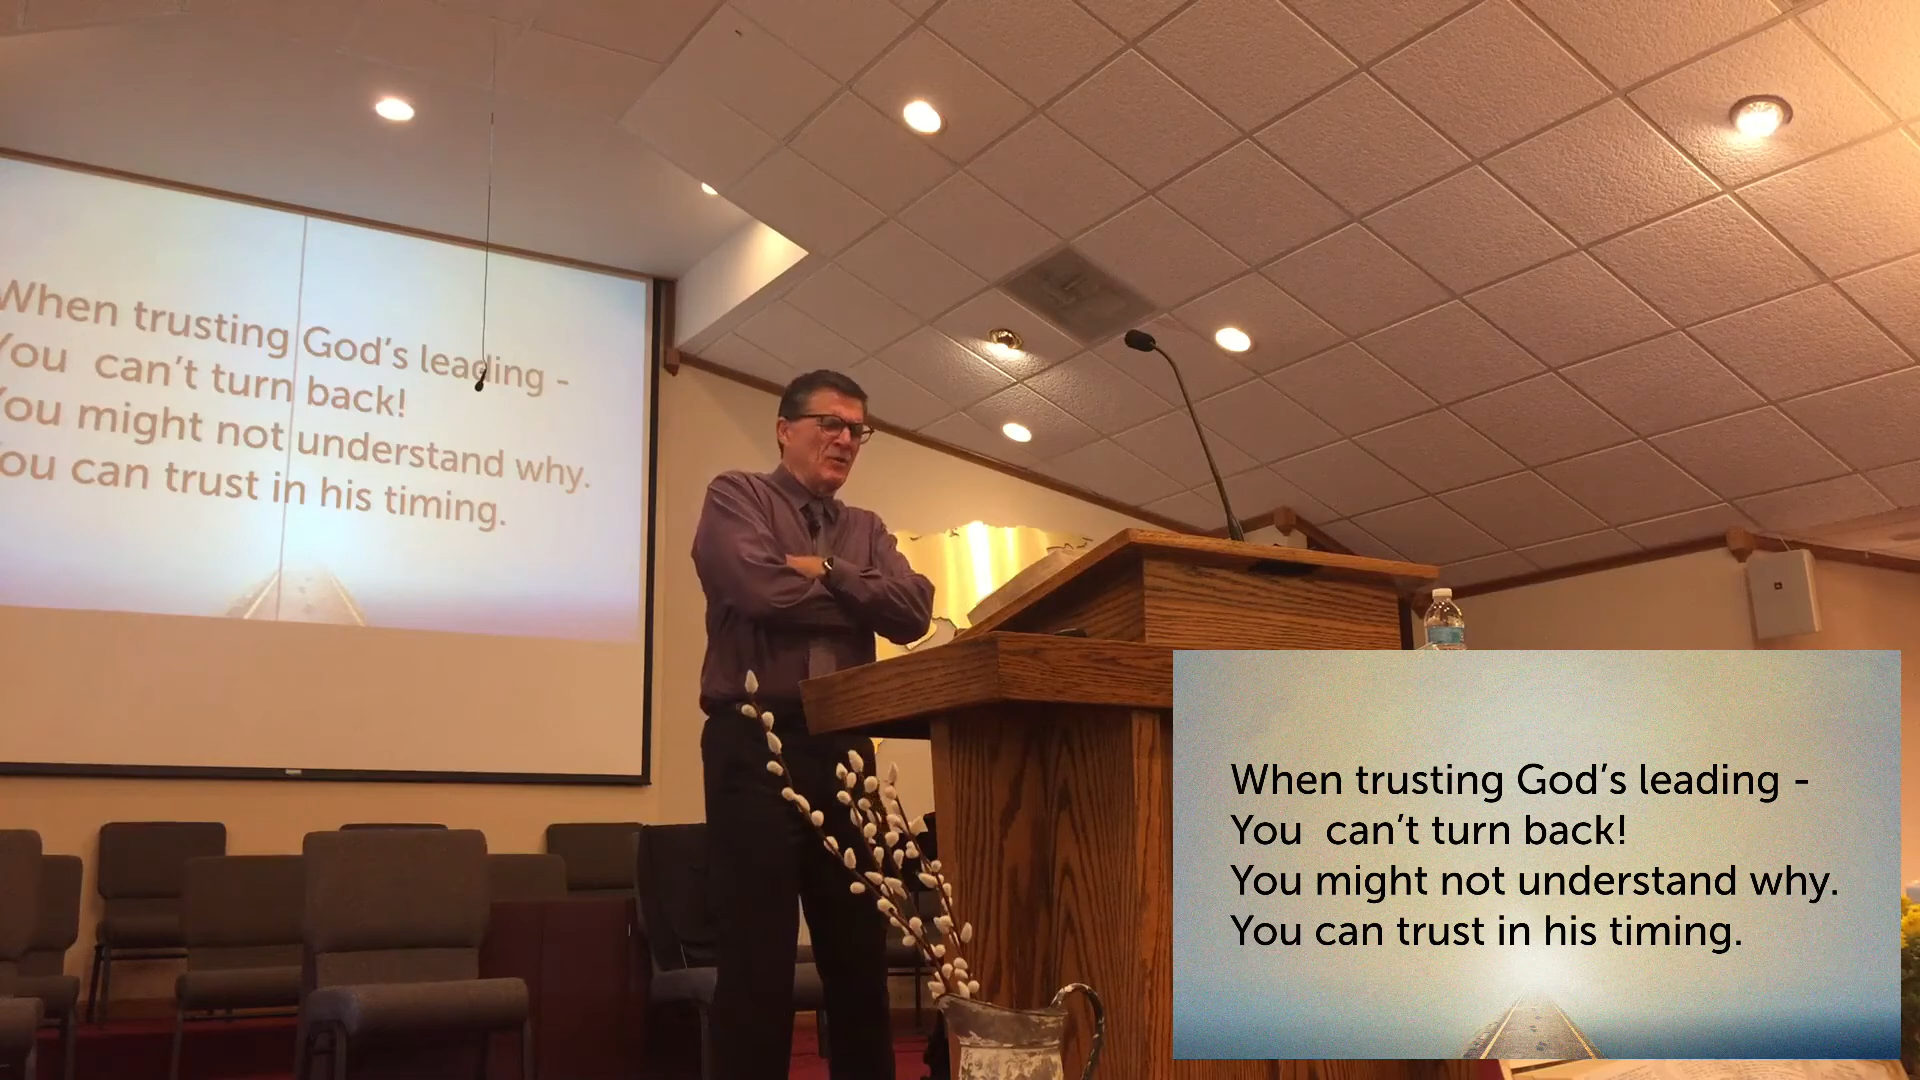 When trusting God's leading -
You can't turn back!
You might not understand why.
ou can trust in his timing.
When trusting God's leading -
You  can't turn back!
You might not understand why.
You can trust in his timing.